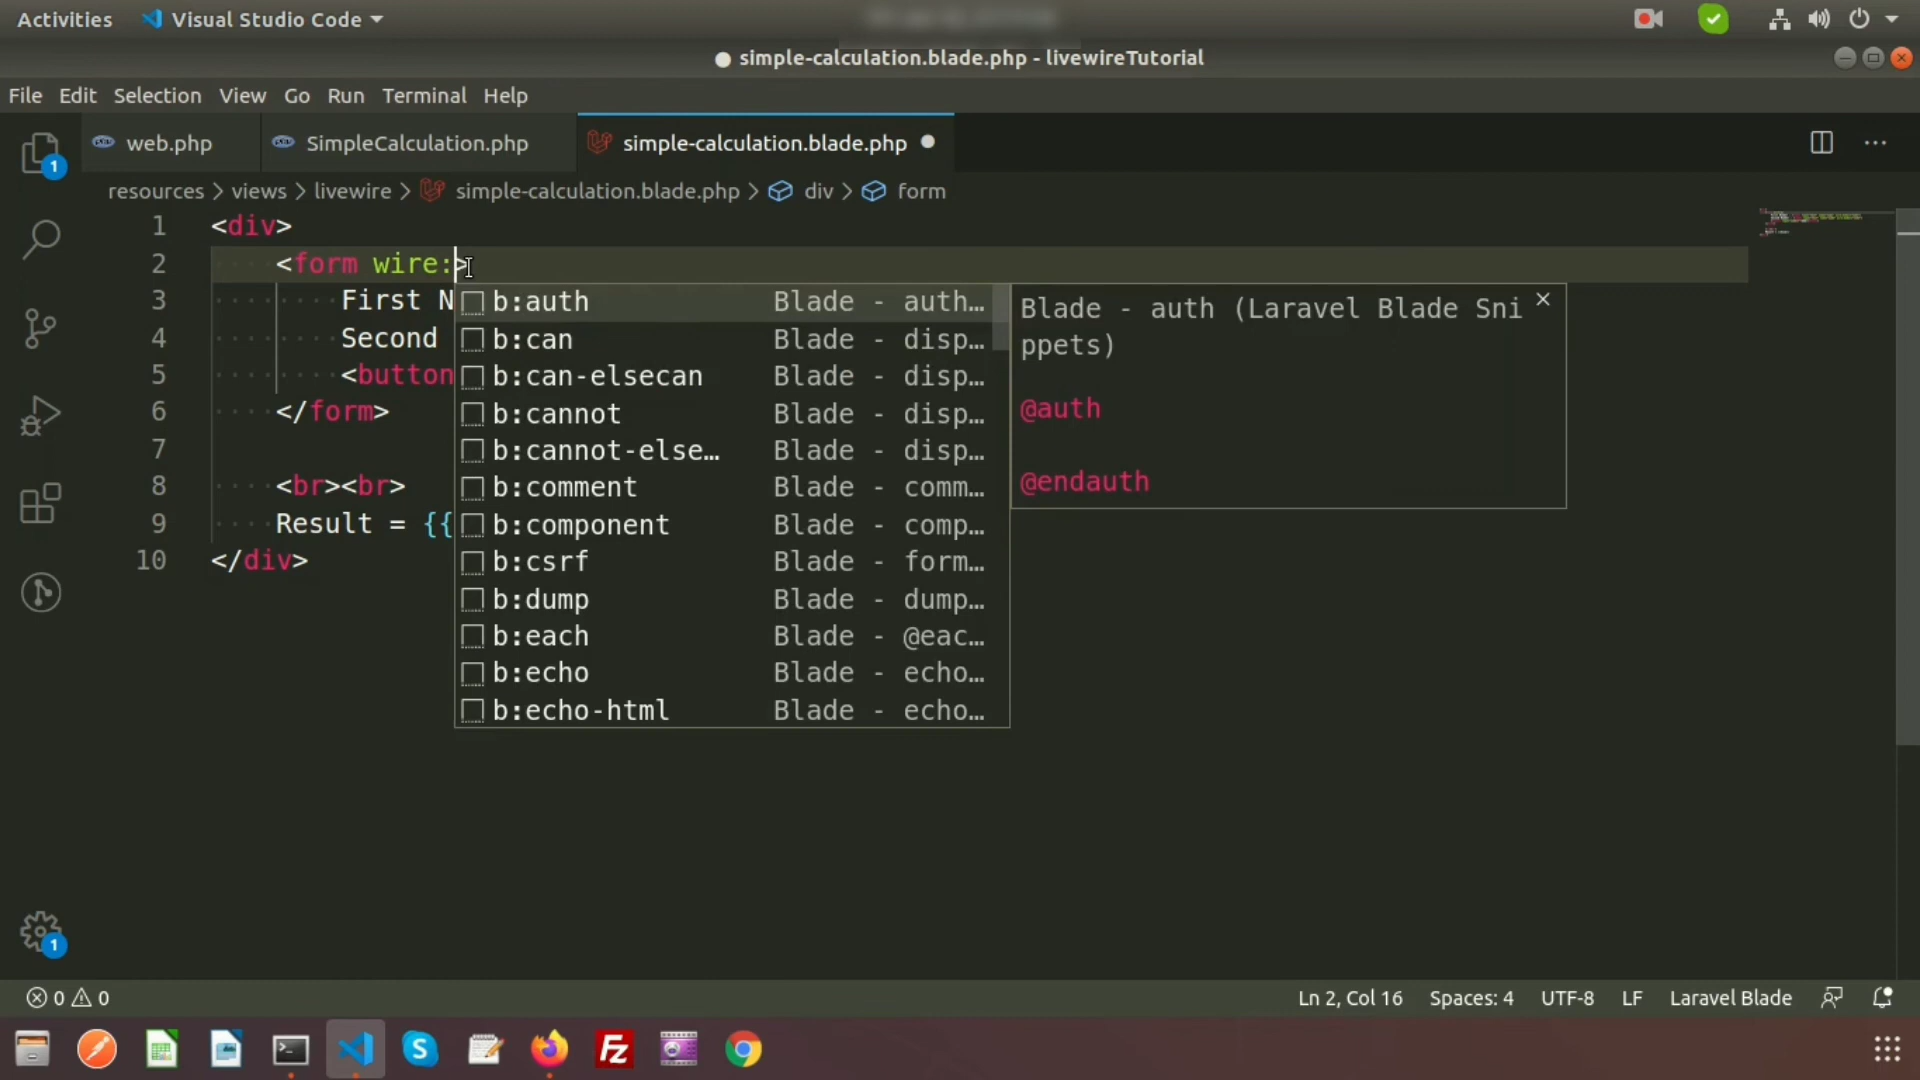 Activities Visual Studio Code
simple-calculation.blade.php - livewireTutorial
File Edit Selection View Go Run Terminal Help
1 web.php SimpleCalculation.php simple-calculation.blade.php
resources > views > livewire > simple-calculation.blade.php > div > form
1 <div>
2 <form wire:>
3 First N
4 Second
5 <button
6 </form>
7
8 <br><br>
9 Result = {{
10 </div>
b:auth Blade - auth…
b:can Blade - disp…
b:can-elsecan Blade - disp…
b:cannot Blade - disp…
b:cannot-else… Blade - disp…
b:comment Blade - comm…
b:component Blade - comp…
b:csrf Blade - form…
b:dump Blade - dump…
b:each Blade - @eac…
b:echo Blade - echo…
b:echo-html Blade - echo…
Blade - auth (Laravel Blade Sni
ppets)
@auth
@endauth
1
0 0 Ln 2, Col 16 Spaces: 4 UTF-8 LF Laravel Blade
S Fz